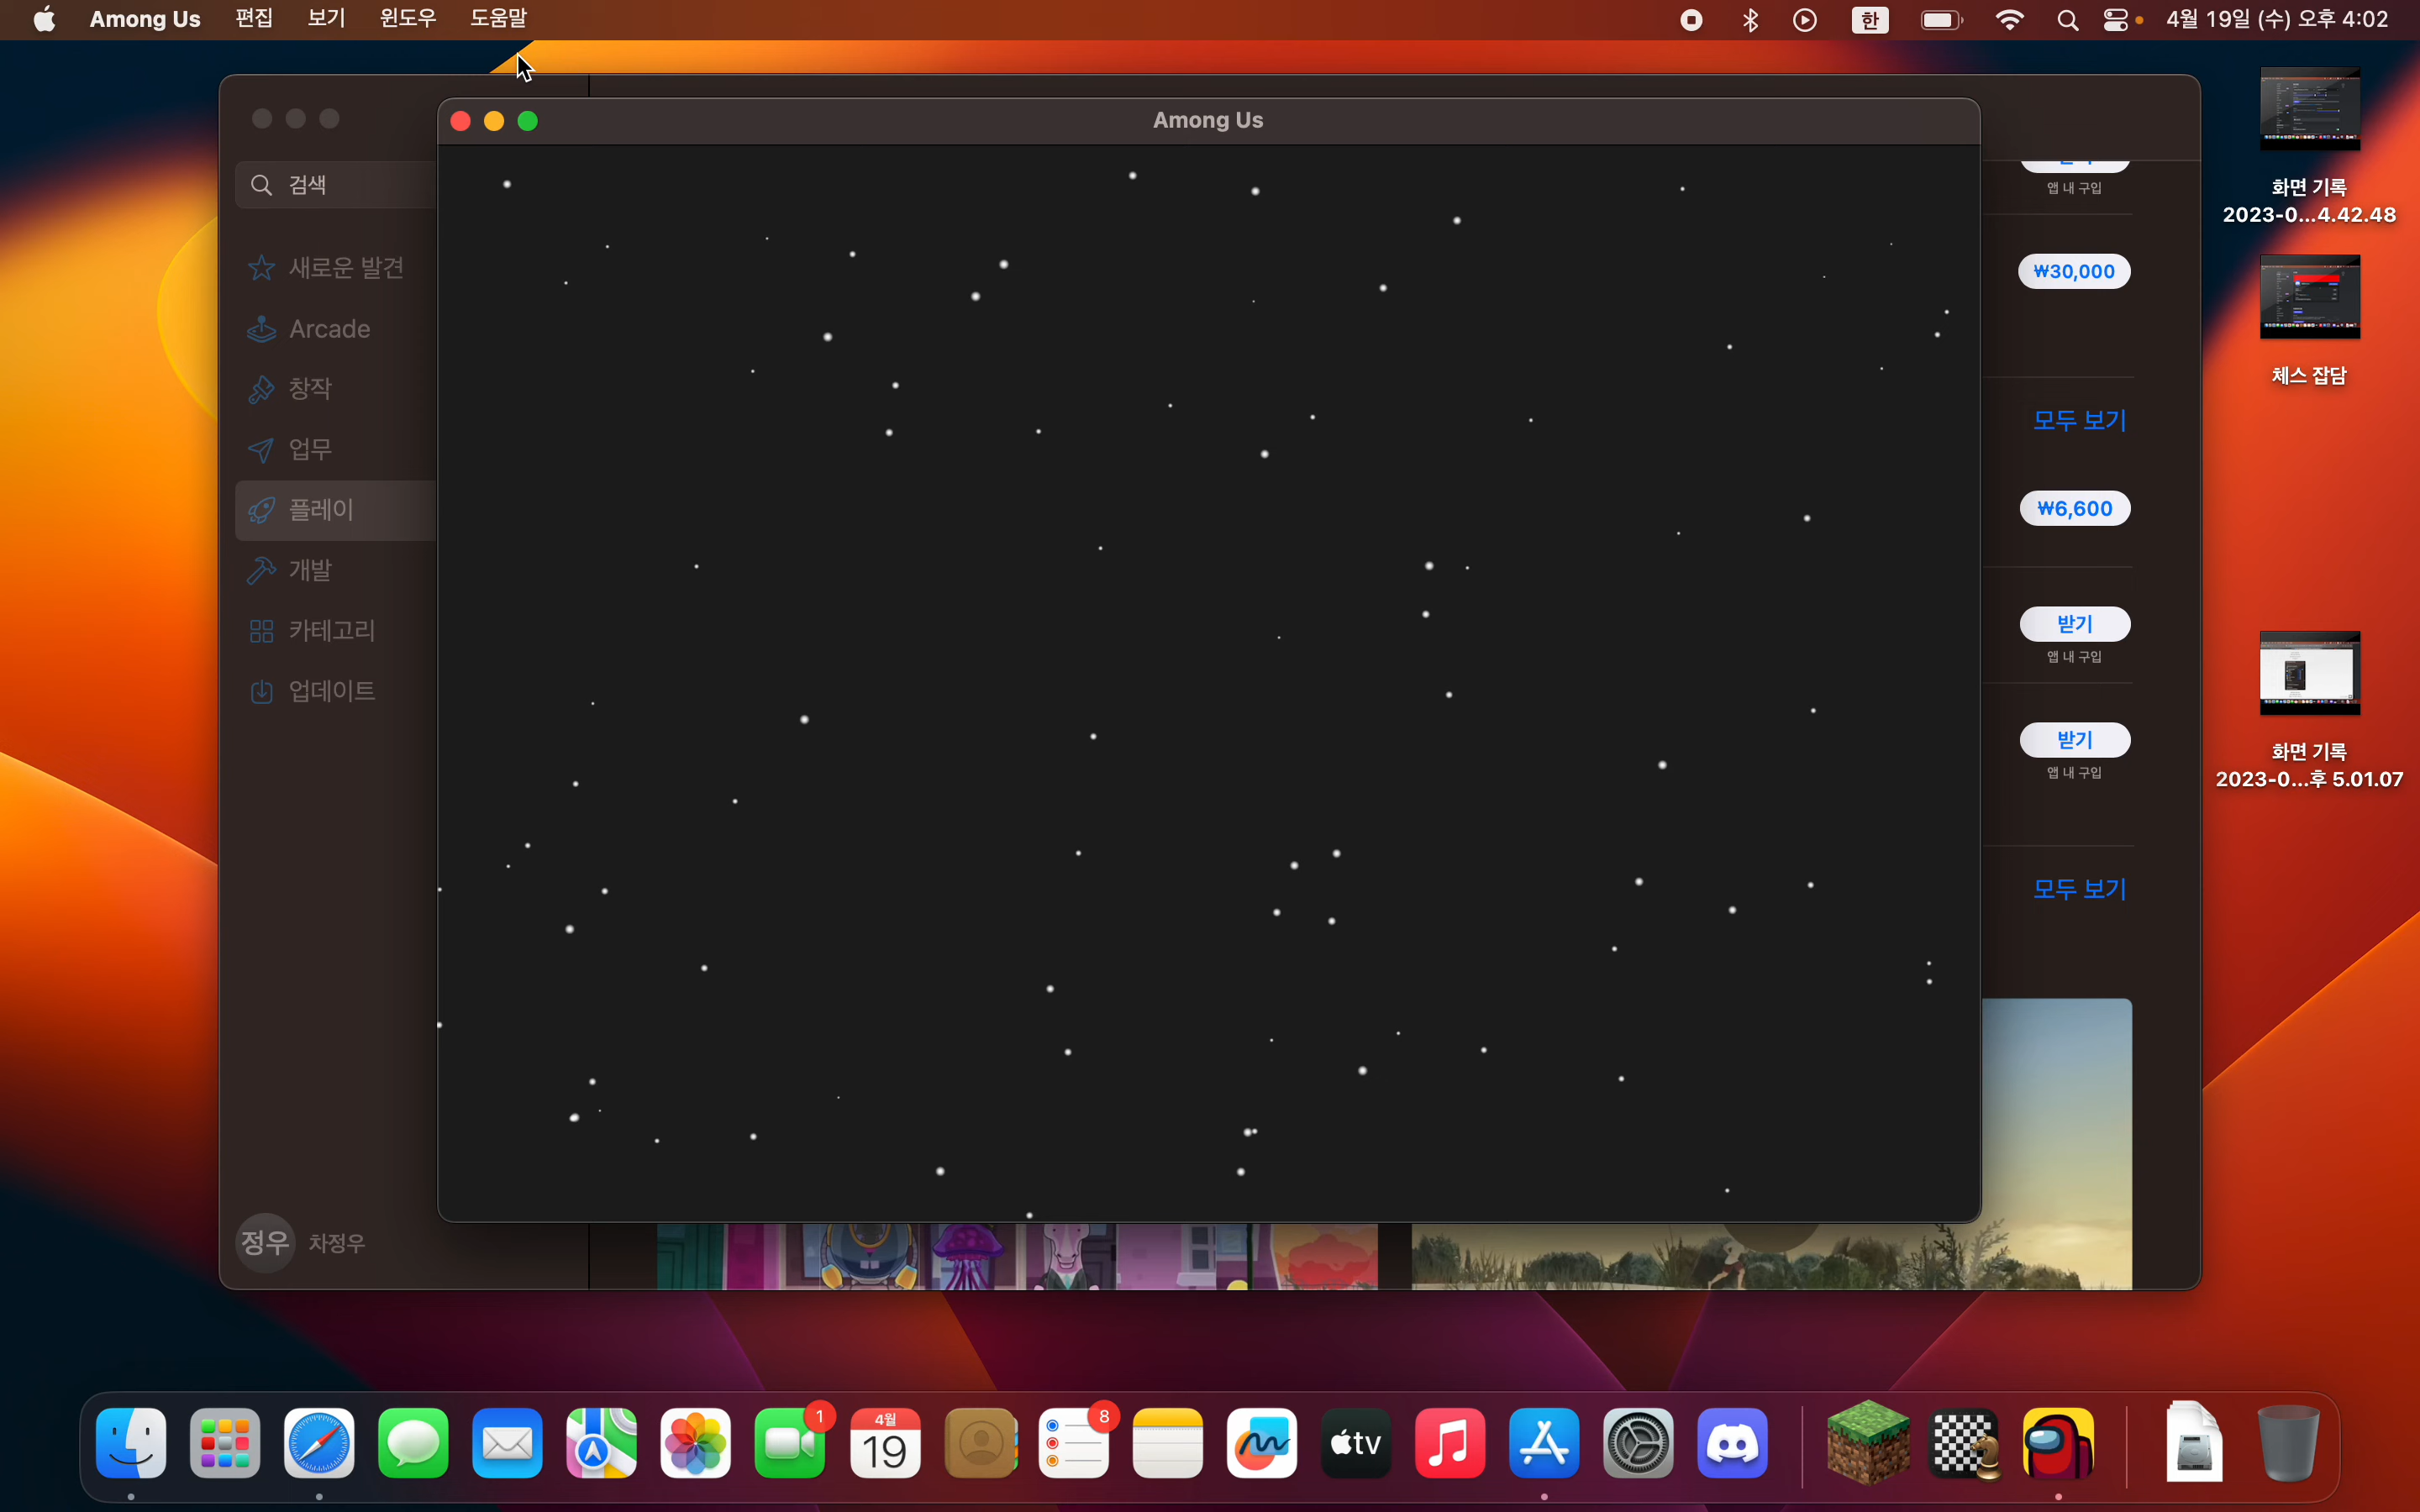 Among Us 편집 보기 윈도우 도움말
한 4월 19일 (수) 오후 4:02
Among Us
검색
새로운 발견
Arcade
창작
업무
플레이
개발
카테고리
업데이트
정우 차정우
앱 내 구입
₩30,000
모두 보기
₩6,600
받기
앱 내 구입
받기
앱 내 구입
모두 보기
화면 기록
2023-0...4.42.48
체스 잡담
화면 기록
2023-0...후 5.01.07
1
4월
19
8
tv